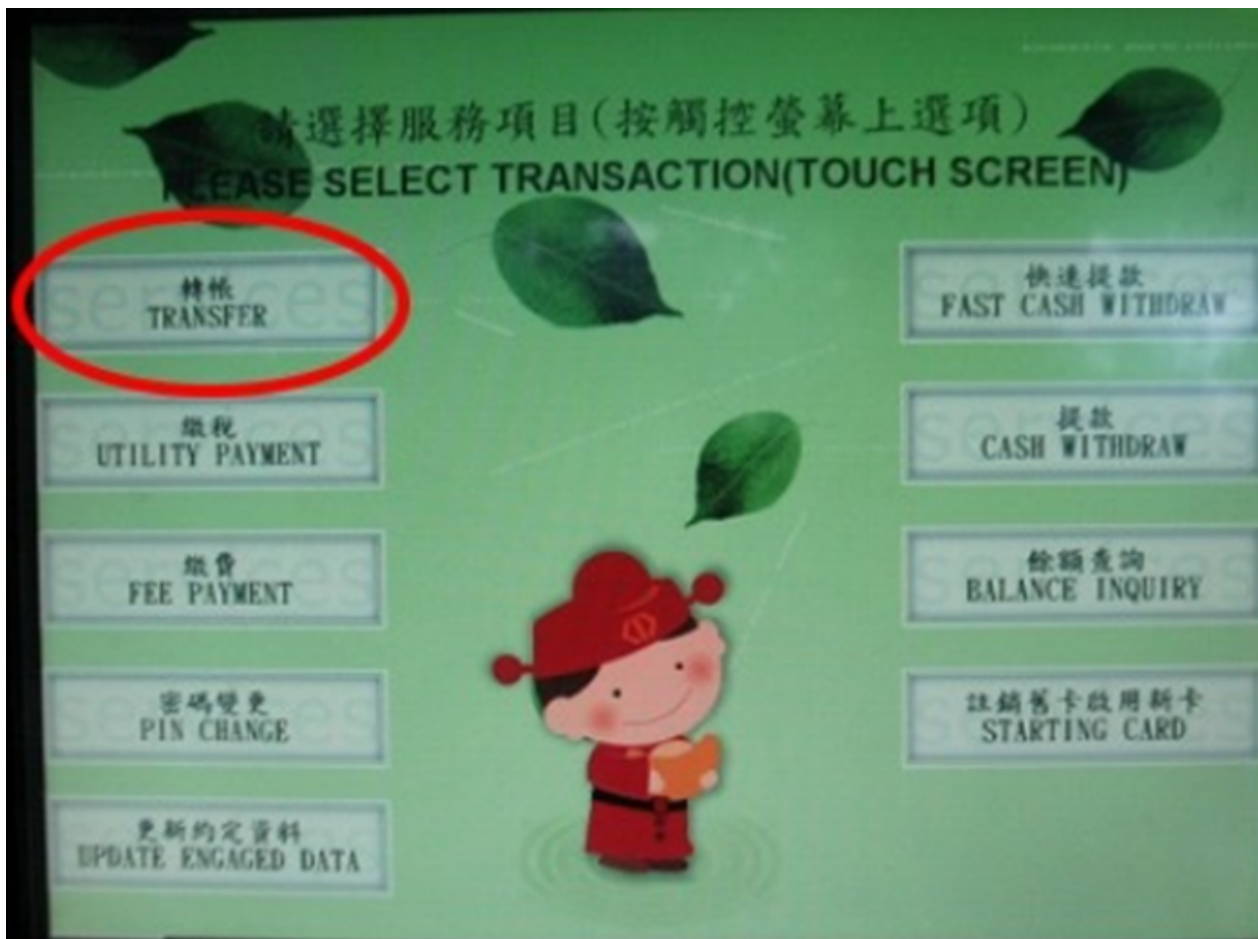 請選擇服務項目(按觸控螢幕上選項)
PLEASE SELECT TRANSACTION(TOUCH SCREEN)
轉帳
TRANSFER
繳稅
UTILITY PAYMENT
繳費
FEE PAYMENT
密碼變更
PIN CHANGE
更新約定資料
UPDATE ENGAGED DATA
快速提款
FAST CASH WITHDRAW
提款
CASH WITHDRAW
餘額查詢
BALANCE INQUIRY
註銷舊卡啟用新卡
STARTING CARD